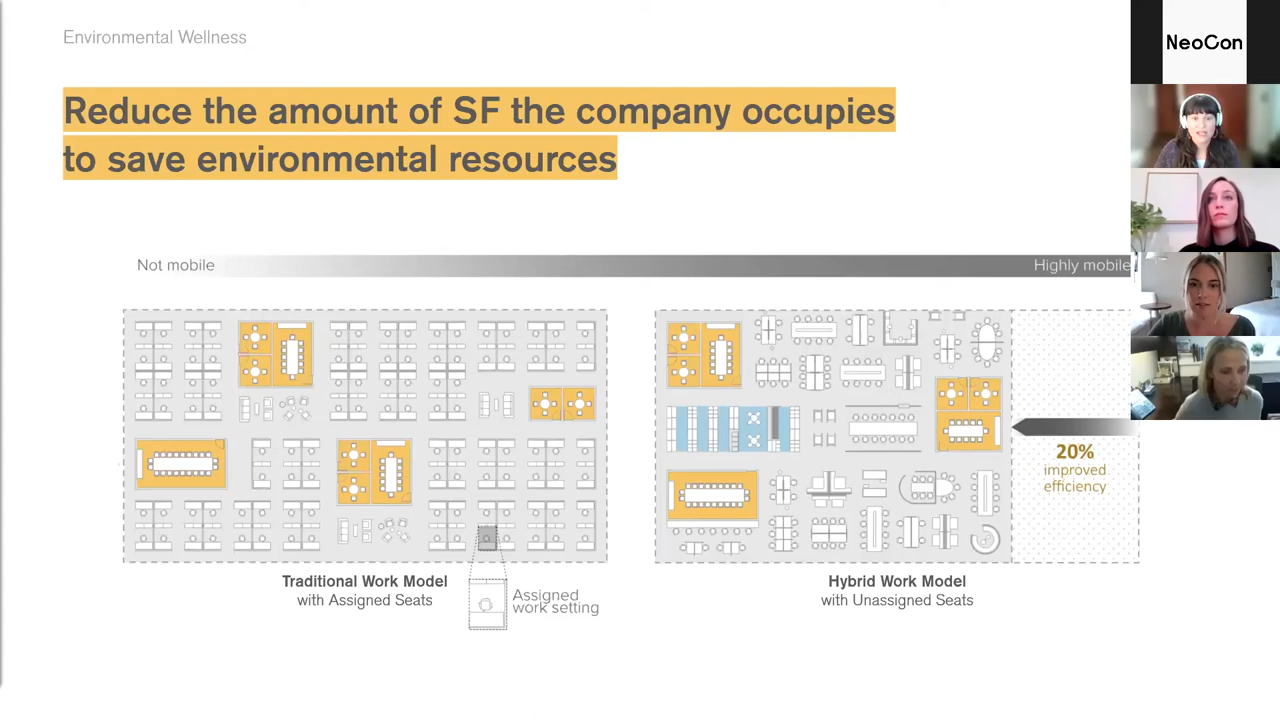 Environmental Wellness
Reduce the amount of SF the company occupies
to save environmental resources
Not mobile
Highly mobile
20%
improved
efficiency
Traditional Work Model
with Assigned Seats
Assigned
work setting
Hybrid Work Model
with Unassigned Seats
NeoCon